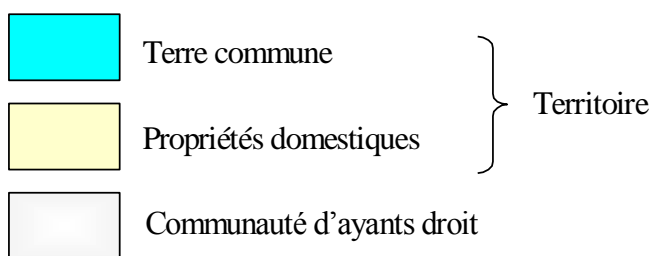 Terre commune
Territoire
Propriétés domestiques
Communauté d'ayants droit